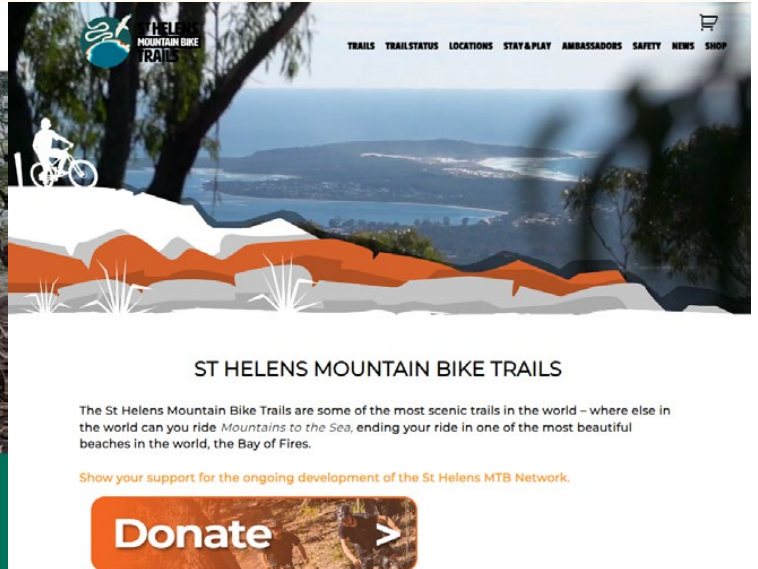 ST HELENS
MOUNTAIN BIKE
TRAILS
TRAILS TRAILSTATUS LOCATIONS STAY & PLAY AMBASSADORS SAFETY NEWS SHOP
ST HELENS MOUNTAIN BIKE TRAILS
The St Helens Mountain Bike Trails are some of the most scenic trails in the world – where else in
the world can you ride Mountains to the Sea, ending your ride in one of the most beautiful
beaches in the world, the Bay of Fires.
Show your support for the ongoing development of the St Helens MTB Network.
Donate >